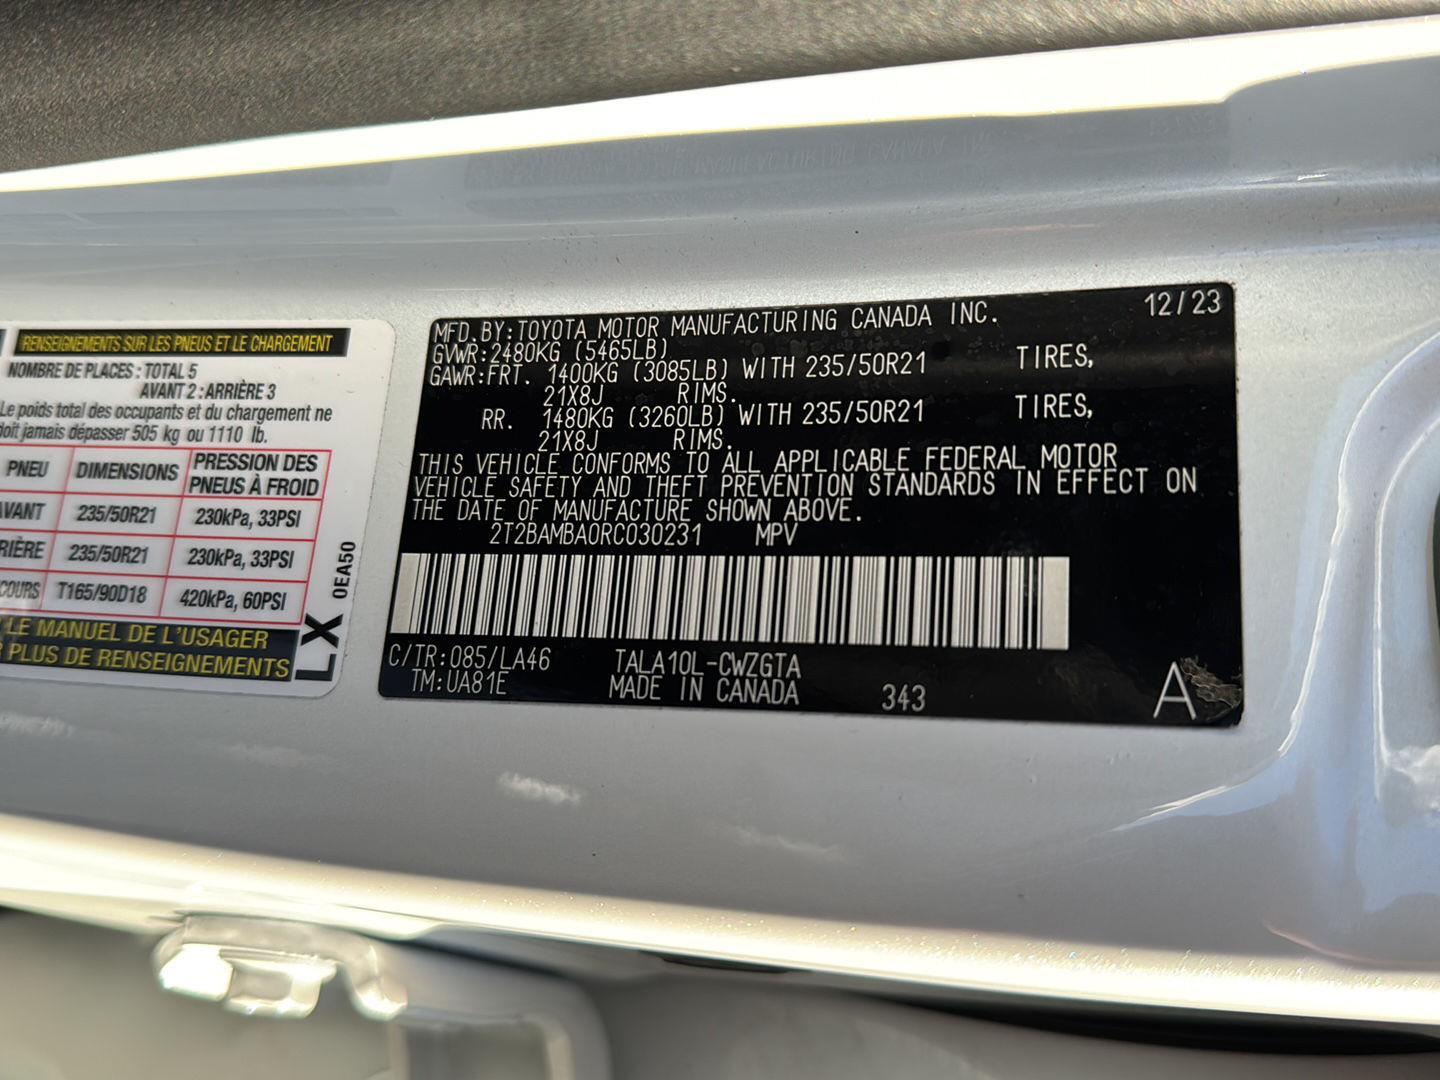 RENSEIGNEMENTS SUR LES PNEUS ET LE CHARGEMENT
NOMBRE DE PLACES : TOTAL 5
AVANT 2 : ARRIÈRE 3
Le poids total des occupants et du chargement ne
doit jamais dépasser 505 kg ou 1110 lb.
PNEU DIMENSIONS PRESSION DES PNEUS À FROID
AVANT 235/50R21 230kPa, 33PSI
RIÈRE 235/50R21 230kPa, 33PSI
COURS T165/90D18 420kPa, 60PSI
LE MANUEL DE L'USAGER
R PLUS DE RENSEIGNEMENTS
LX 0EA50
MFD.BY:TOYOTA MOTOR MANUFACTURING CANADA INC. 12/23
GVWR:2480KG (5465LB)
GAWR:FRT. 1400KG (3085LB) WITH 235/50R21 TIRES,
21X8J RIMS.
RR. 1480KG (3260LB) WITH 235/50R21 TIRES,
21X8J RIMS.
THIS VEHICLE CONFORMS TO ALL APPLICABLE FEDERAL MOTOR
VEHICLE SAFETY AND THEFT PREVENTION STANDARDS IN EFFECT ON
THE DATE OF MANUFACTURE SHOWN ABOVE.
2T2BAMBA0RC030231 MPV
C/TR:085/LA46 TALA10L-CWZGTA
TM:UA81E MADE IN CANADA 343 A